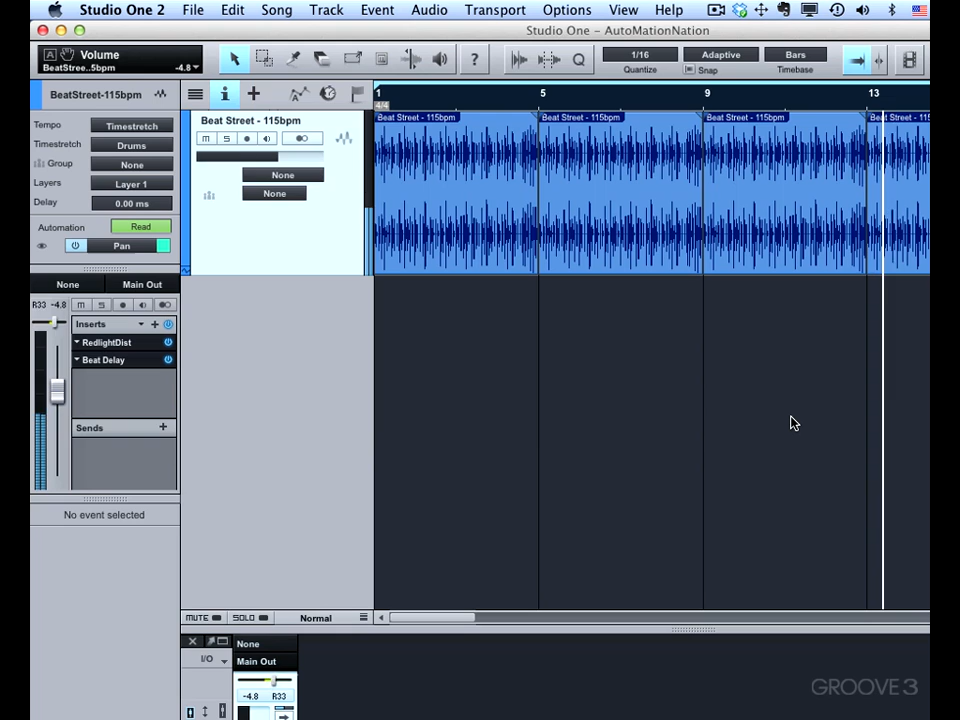 Studio One 2 File Edit Song Track Event Audio Transport Options View Help
Studio One - AutoMationNation
A Volume
BeatStree..5bpm -4.8
? Q 1/16 Adaptive Bars
Quantize Snap Timebase
BeatStreet-115bpm i + 1 5 9 13
4/4
Tempo Timestretch
Timestretch Drums
Group None
Layers Layer 1
Delay 0.00 ms
Automation Read
Pan
Beat Street - 115bpm
M S
None
None
Beat Street - 115bpm Beat Street - 115bpm Beat Street - 115bpm Beat Street - 115
None Main Out
R33 -4.8 m s
Inserts +
RedlightDist
Beat Delay
Sends +
No event selected
MUTE SOLO Normal
None
I/O Main Out
-4.8 R33
GROOVE3